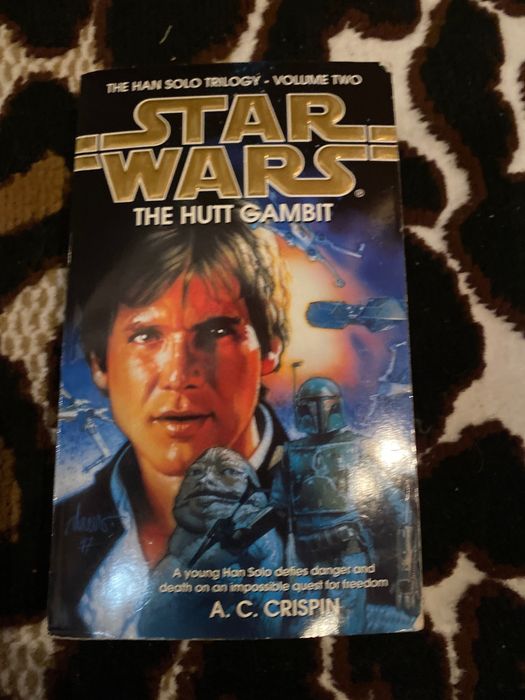 THE HAN SOLO TRILOGY - VOLUME TWO
STAR
WARS®
THE HUTT GAMBIT
A young Han Solo defies danger and
death on an impossible quest for freedom
A. C. CRISPIN